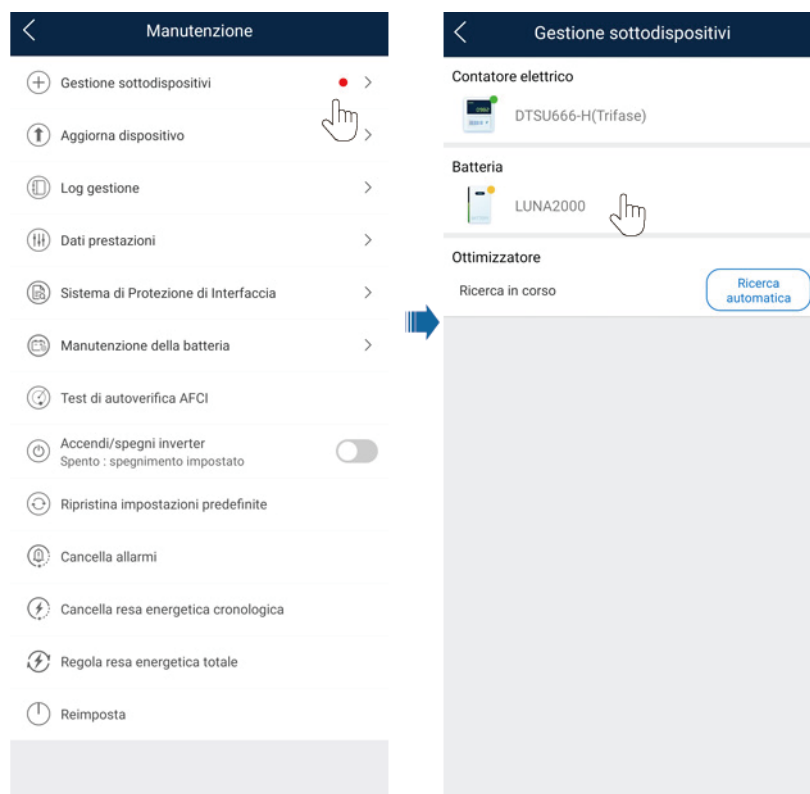 Manutenzione
Gestione sottodispositivi
Aggiorna dispositivo
Log gestione
Dati prestazioni
Sistema di Protezione di Interfaccia
Manutenzione della batteria
Test di autoverifica AFCI
Accendi/spegni inverter
Spento : spegnimento impostato
Ripristina impostazioni predefinite
Cancella allarmi
Cancella resa energetica cronologica
Regola resa energetica totale
Reimposta
Gestione sottodispositivi
Contatore elettrico
DTSU666-H(Trifase)
Batteria
LUNA2000
Ottimizzatore
Ricerca in corso
Ricerca
automatica